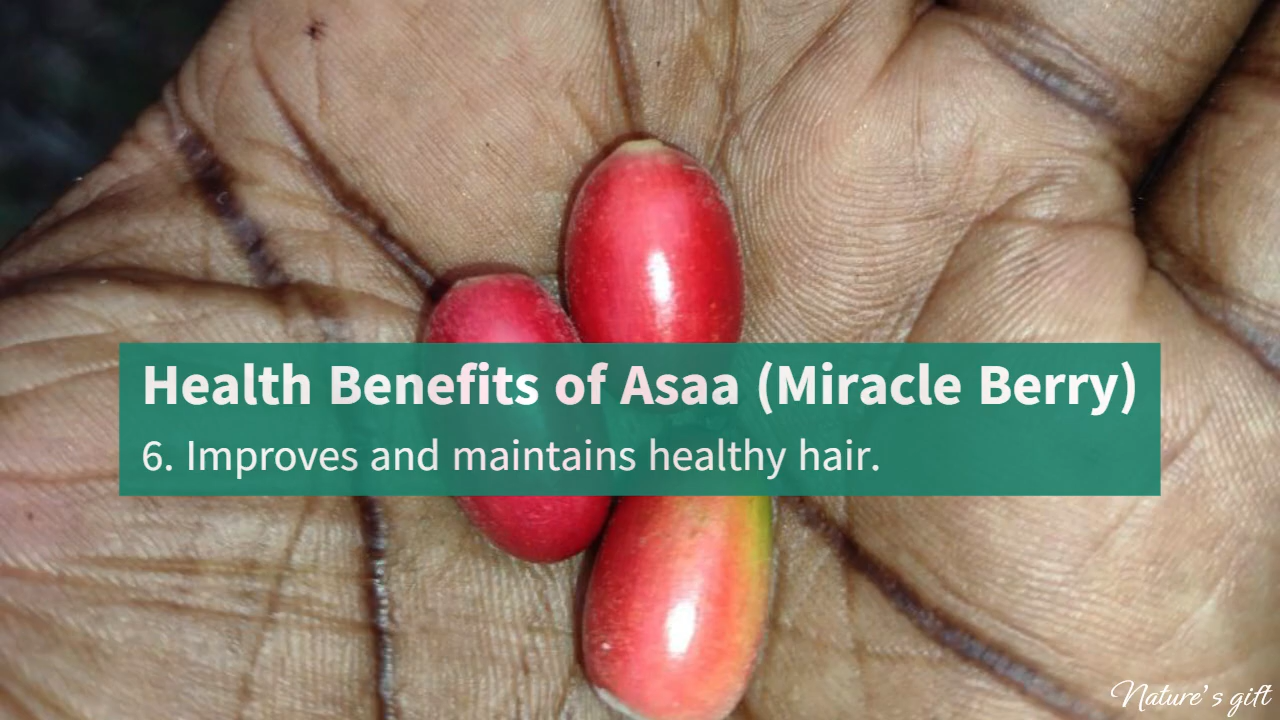 Health Benefits of Asaa (Miracle Berry)
6. Improves and maintains healthy hair.
Nature's gift